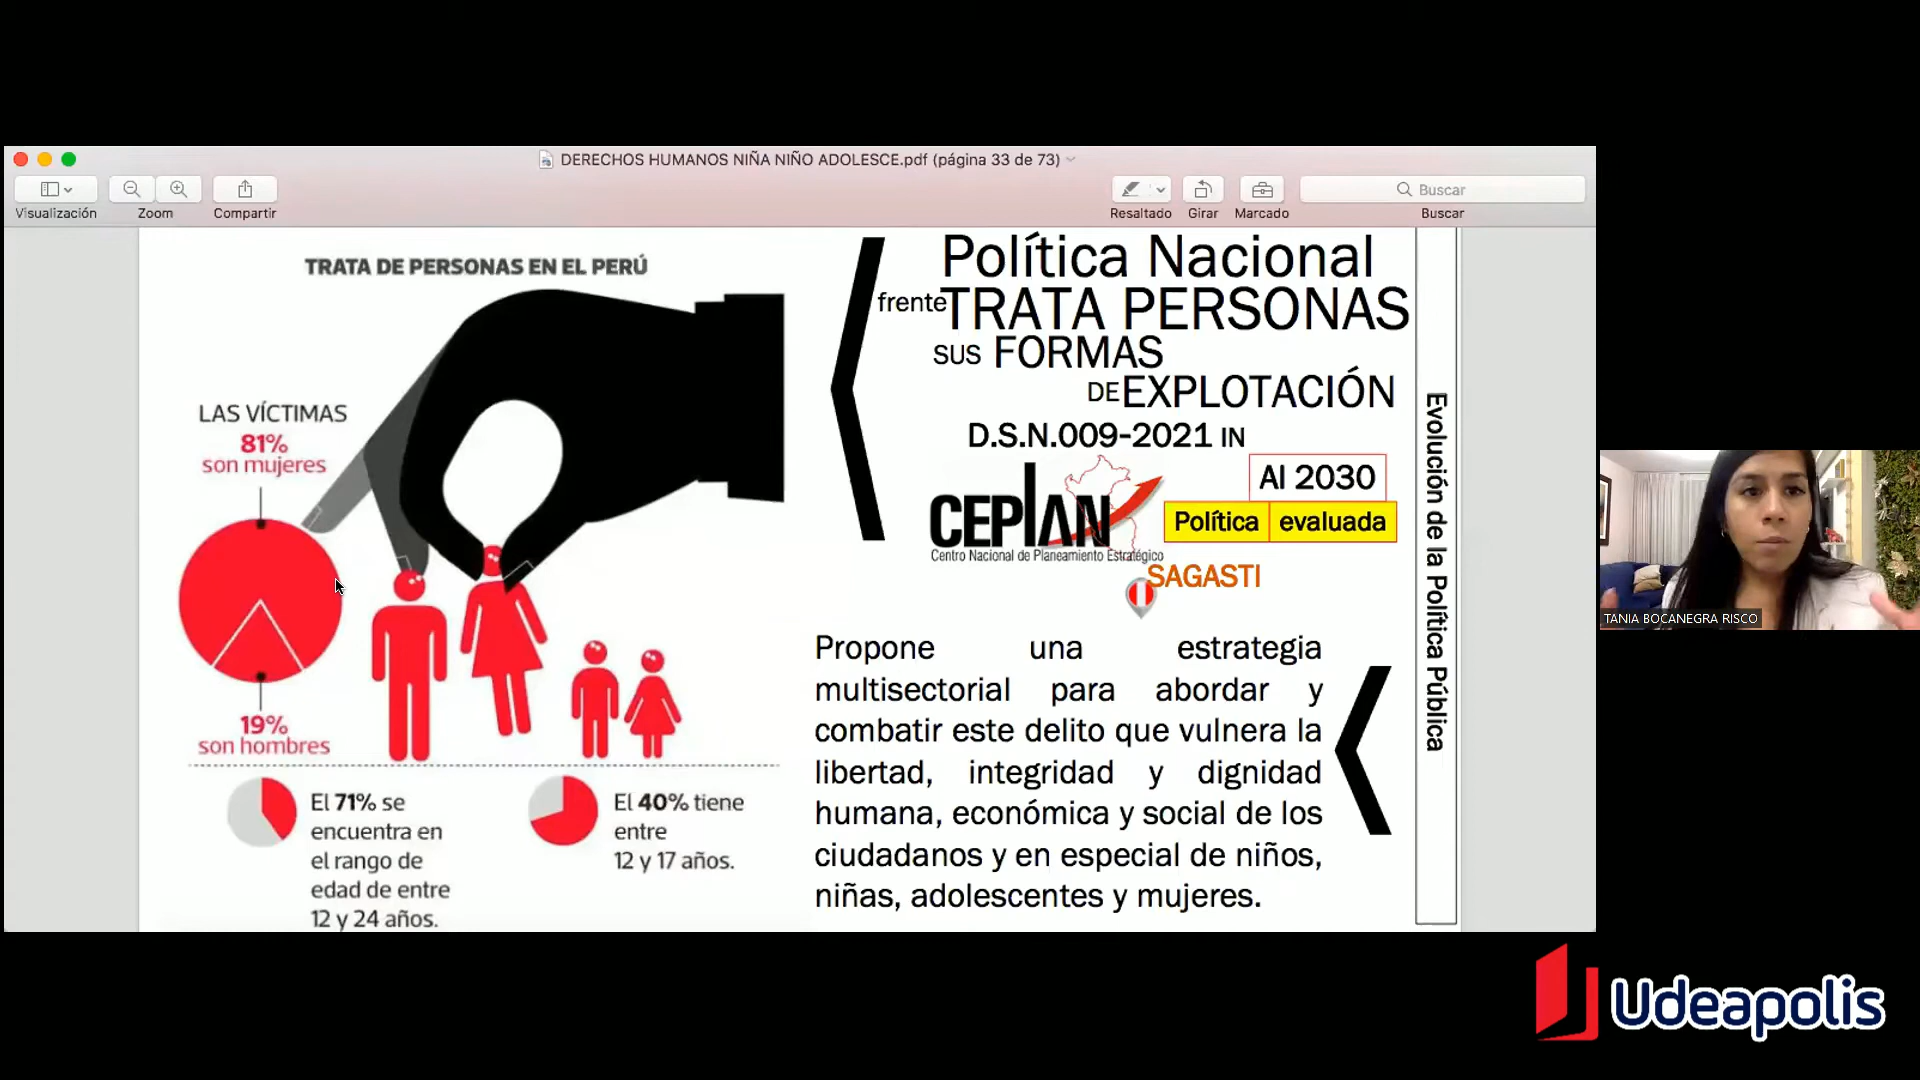 DERECHOS HUMANOS NIÑA NIÑO ADOLESCE.pdf (página 33 de 73)
Visualización
Zoom
Compartir
Resaltado
Girar
Marcado
Buscar
Buscar
TRATA DE PERSONAS EN EL PERÚ
LAS VÍCTIMAS
81%
son mujeres
19%
son hombres
El 71% se
encuentra en
el rango de
edad de entre
12 y 24 años.
El 40% tiene
entre
12 y 17 años.
Política Nacional
frente TRATA PERSONAS
SUS FORMAS
DE EXPLOTACIÓN
D.S.N.009-2021 IN
Al 2030
CEPLAN
Centro Nacional de Planeamiento Estratégico
Política evaluada
SAGASTI
Propone una estrategia
multisectorial para abordar y
combatir este delito que vulnera la
libertad, integridad y dignidad
humana, económica y social de los
ciudadanos y en especial de niños,
niñas, adolescentes y mujeres.
Evolución de la Política Pública
TANIA BOCANEGRA RISCO
Udeapolis